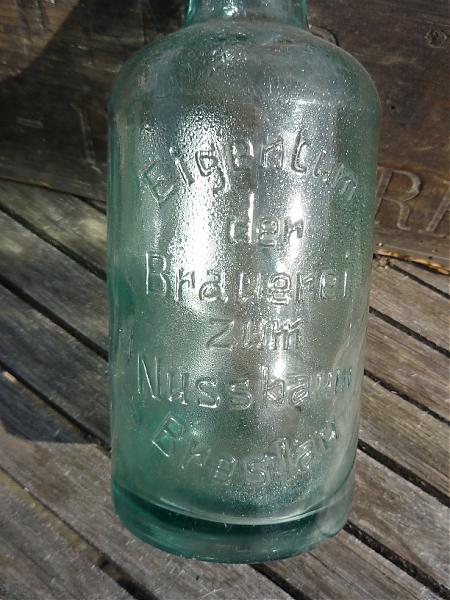 Eigentum
der
Brauerei
zum
Nussbaum
Breslau